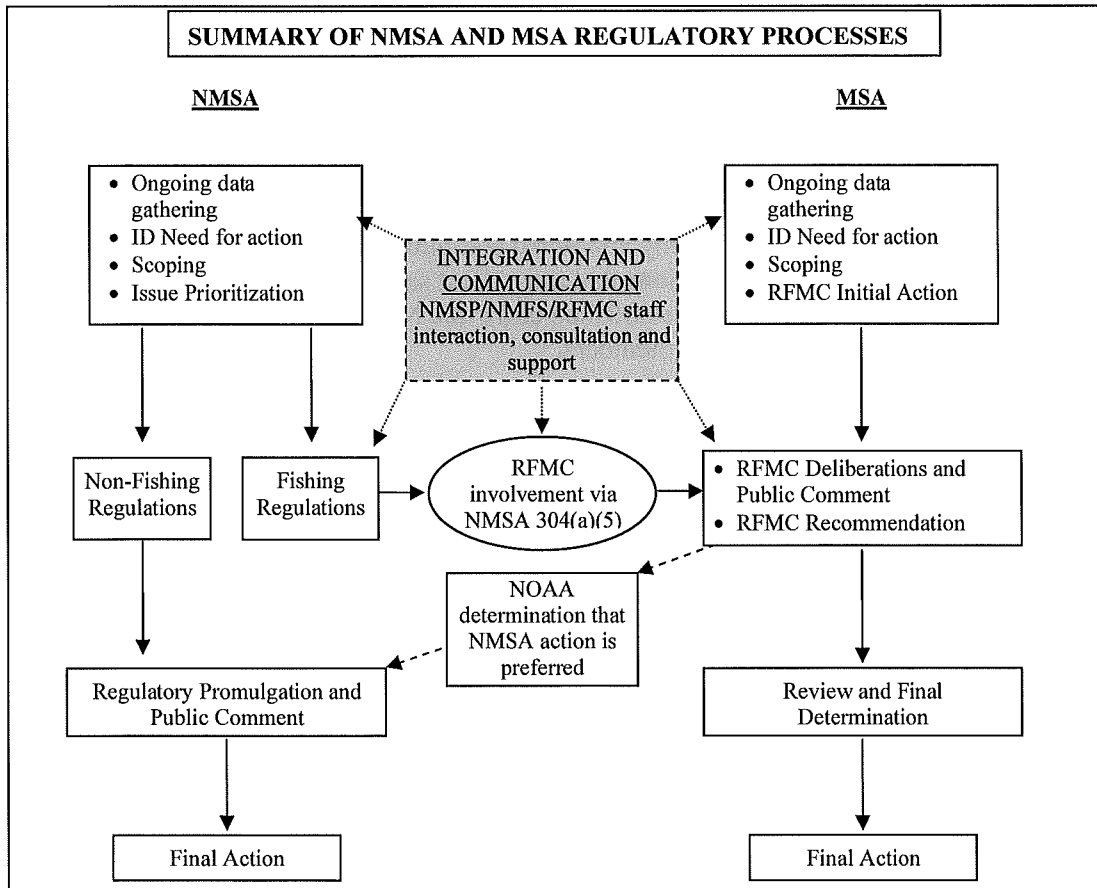 SUMMARY OF NMSA AND MSA REGULATORY PROCESSES
NMSA
MSA
• Ongoing data
gathering
• ID Need for action
• Scoping
• Issue Prioritization
INTEGRATION AND
COMMUNICATION
NMSP/NMFS/RFMC staff
interaction, consultation and
support
• Ongoing data
gathering
• ID Need for action
• Scoping
• RFMC Initial Action
Non-Fishing
Regulations
Fishing
Regulations
RFMC
involvement via
NMSA 304(a)(5)
• RFMC Deliberations and
Public Comment
• RFMC Recommendation
NOAA
determination that
NMSA action is
preferred
Regulatory Promulgation and
Public Comment
Review and Final
Determination
Final Action
Final Action